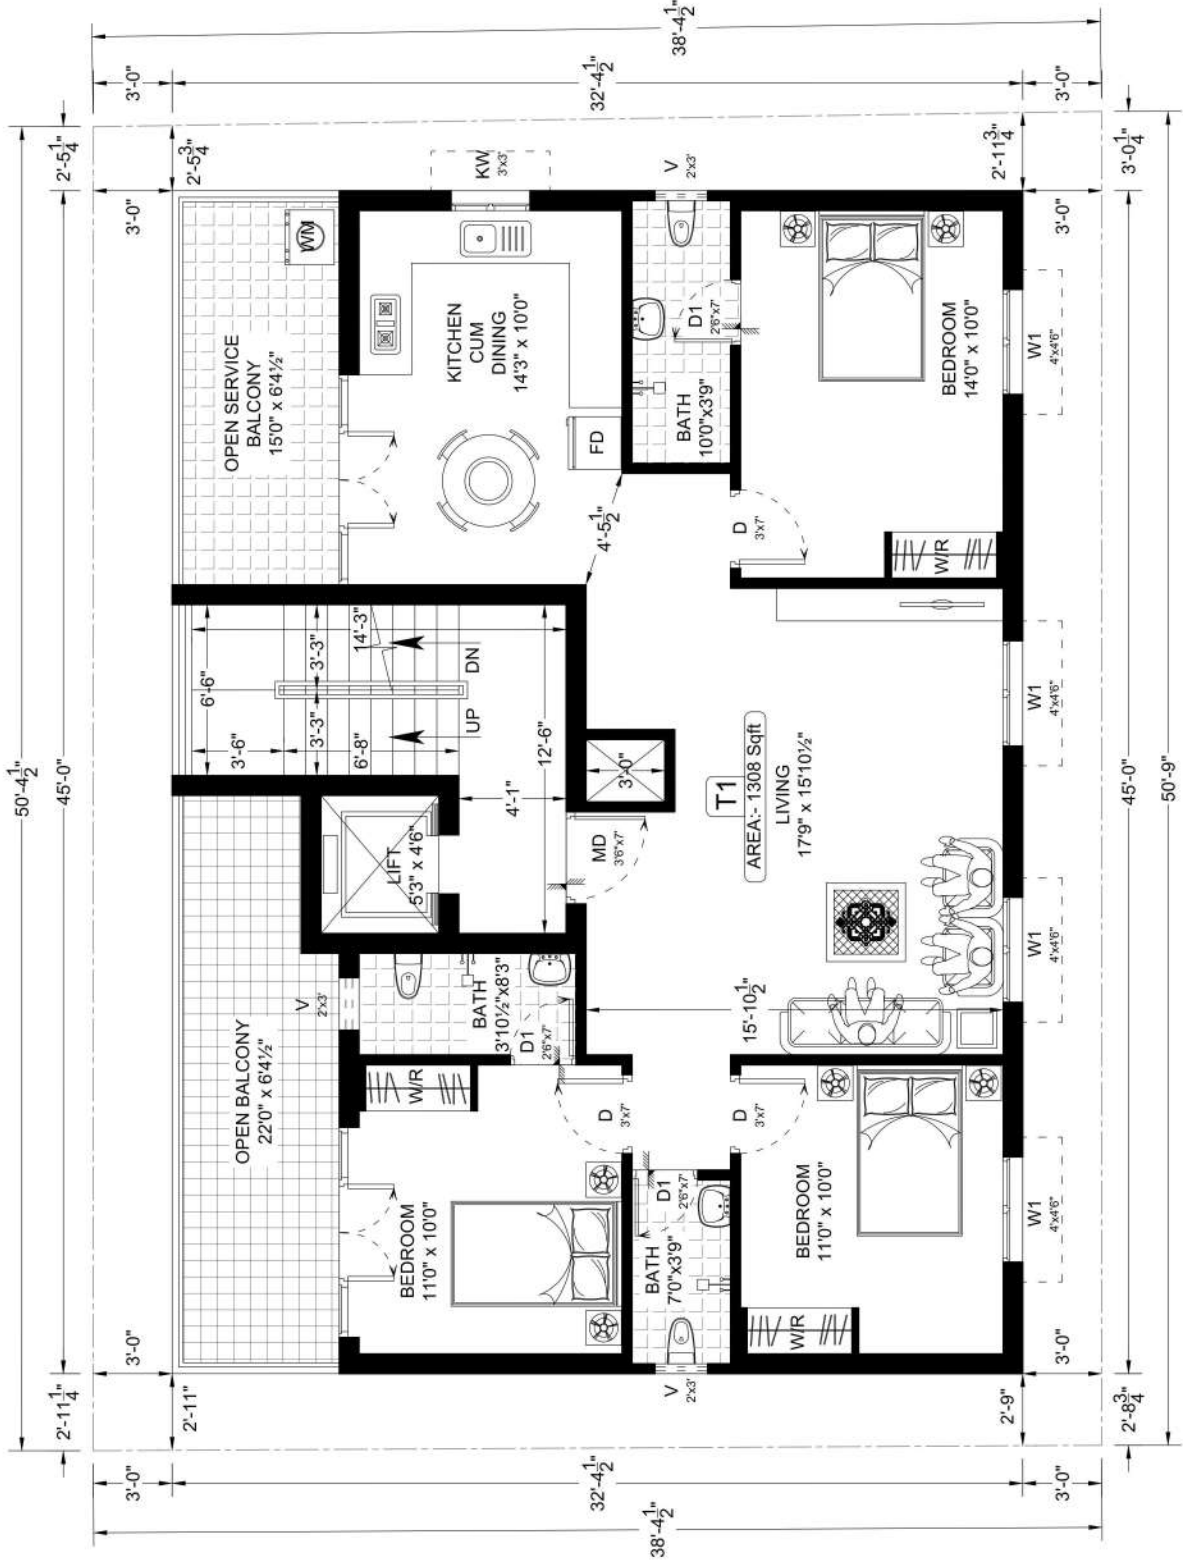 38'-4½"
3'-0"
32'-4½"
3'-0"
2'-5¼"
2'-5¾"
2'-11¾"
3'-0¼"
3'-0"
3'-0"
50'-4½"
45'-0"
45'-0"
50'-9"
OPEN SERVICE
BALCONY
15'0" x 6'4½"
WM
KW
3'x3'
V
2'x3'
KITCHEN
CUM
DINING
14'3" x 10'0"
FD
BATH
10'0"x3'9"
D1
2'6"x7'
BEDROOM
14'0" x 10'0"
W1
4'x4'6"
W/R
D
3'x7'
4'-5½"
6'-6"
3'-3"
3'-3"
14'-3"
3'-6"
6'-8"
DN
UP
12'-6"
4'-1"
3'-0"
LIFT
5'3" x 4'6"
MD
3'6"x7'
T1
AREA:- 1308 Sqft
LIVING
17'9" x 15'10½"
W1
4'x4'6"
W1
4'x4'6"
15'-10½"
OPEN BALCONY
22'0" x 6'4½"
V
2'x3'
BATH
3'10½"x8'3"
D1
2'6"x7'
W/R
D
3'x7'
D
3'x7'
BEDROOM
11'0" x 10'0"
BATH
7'0"x3'9"
D1
2'6"x7'
BEDROOM
11'0" x 10'0"
W/R
W1
4'x4'6"
V
2'x3'
3'-0"
3'-0"
2'-11¼"
2'-11"
2'-9"
2'-8¾"
3'-0"
32'-4½"
3'-0"
38'-4½"